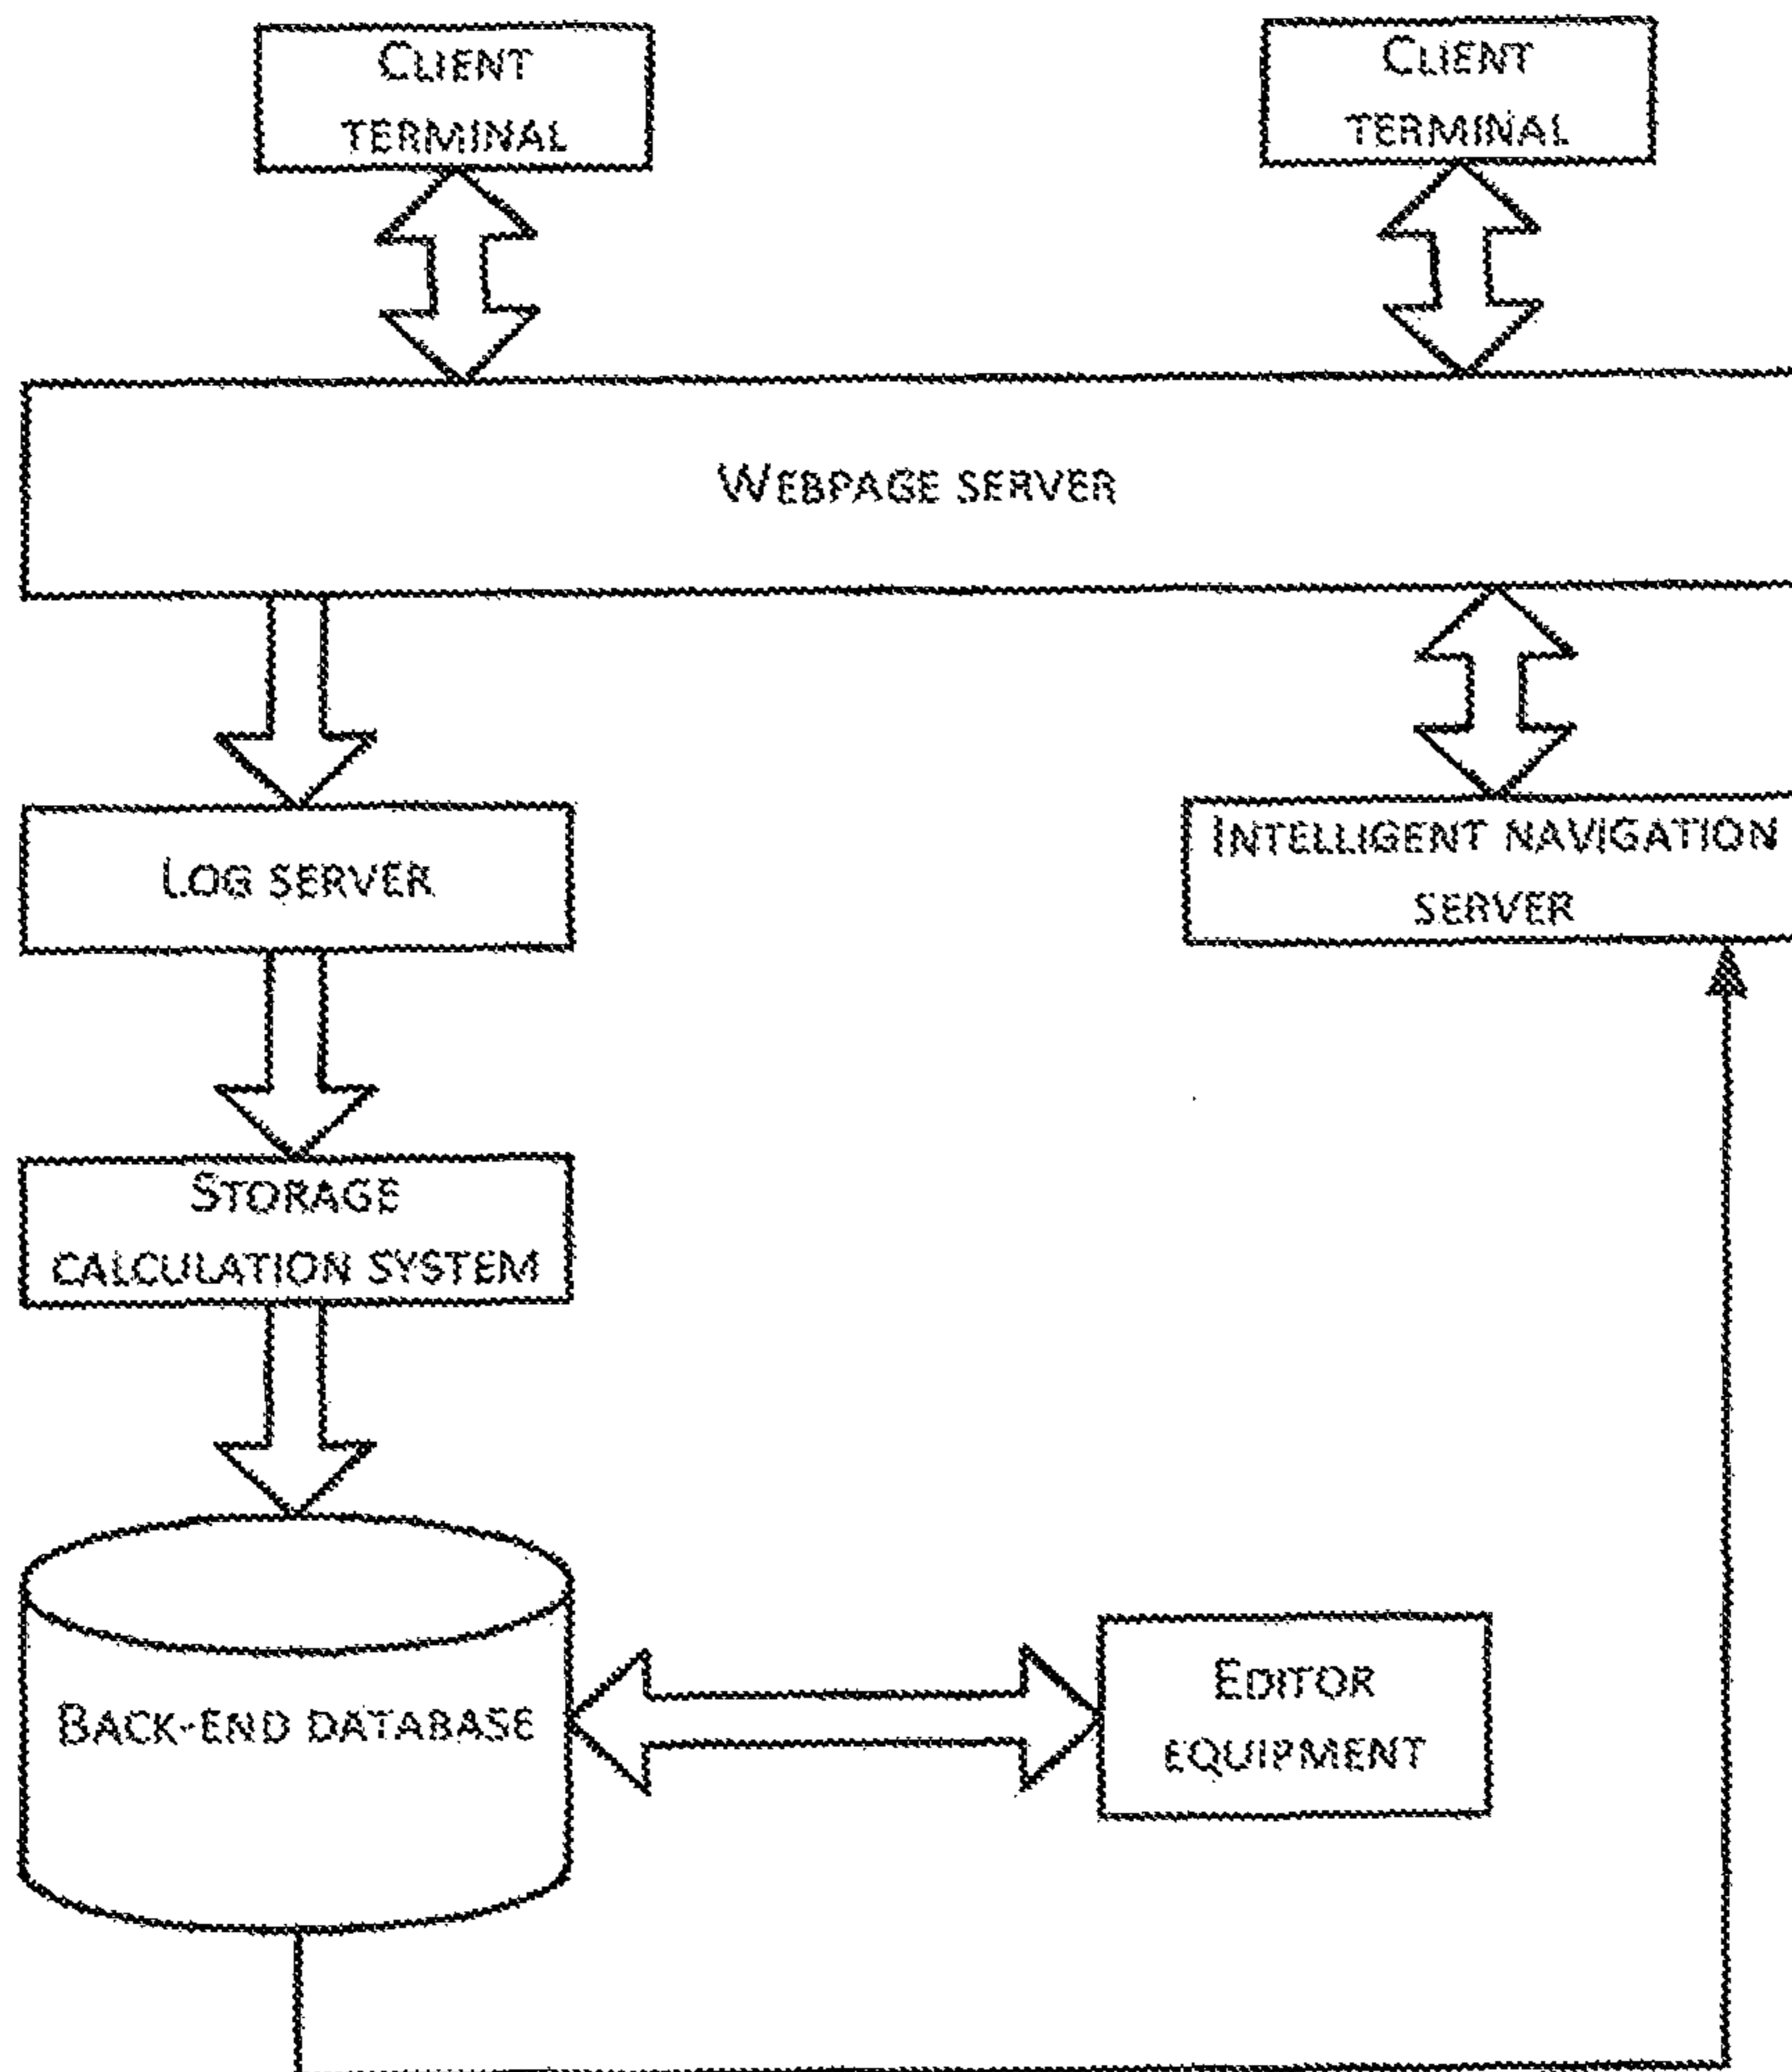 CLIENT
TERMINAL
CLIENT
TERMINAL
WEBPAGE SERVER
LOG SERVER
INTELLIGENT NAVIGATION
SERVER
STORAGE
CALCULATION SYSTEM
BACK-END DATABASE
EDITOR
EQUIPMENT